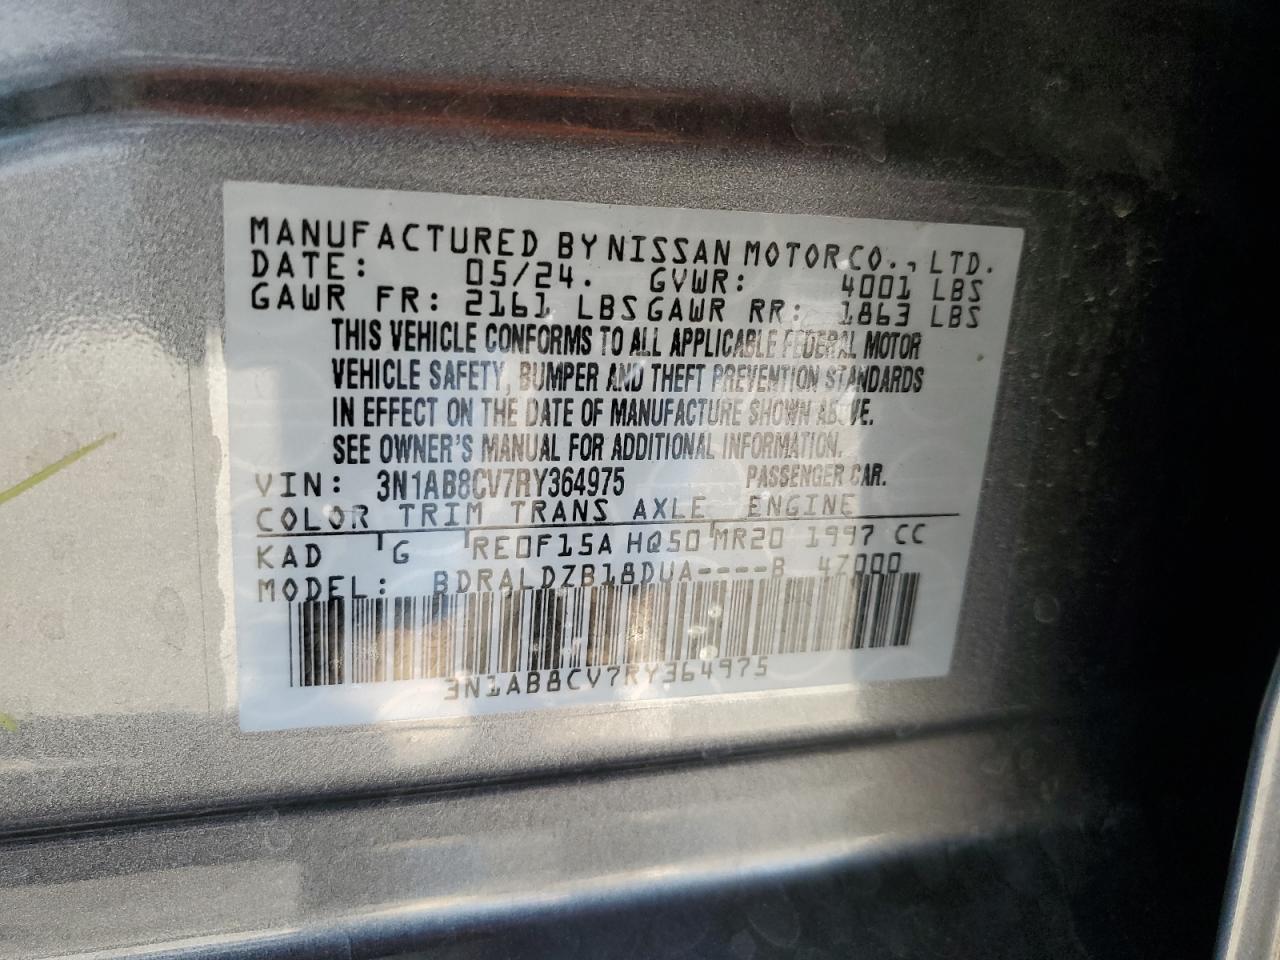 MANUFACTURED BY NISSAN MOTOR CO., LTD.
DATE: 05/24. GVWR: 4001 LBS
GAWR FR: 2161 LBS GAWR RR: 1863 LBS
THIS VEHICLE CONFORMS TO ALL APPLICABLE FEDERAL MOTOR
VEHICLE SAFETY, BUMPER AND THEFT PREVENTION STANDARDS
IN EFFECT ON THE DATE OF MANUFACTURE SHOWN ABOVE.
SEE OWNER'S MANUAL FOR ADDITIONAL INFORMATION.
VIN: 3N1AB8CV7RY364975 PASSENGER CAR.
COLOR TRIM TRANS AXLE ENGINE
KAD G RE0F15A HQ50 MR20 1997 CC
MODEL: BDRALDZB18DUA----B 47000
3N1AB8CV7RY364975